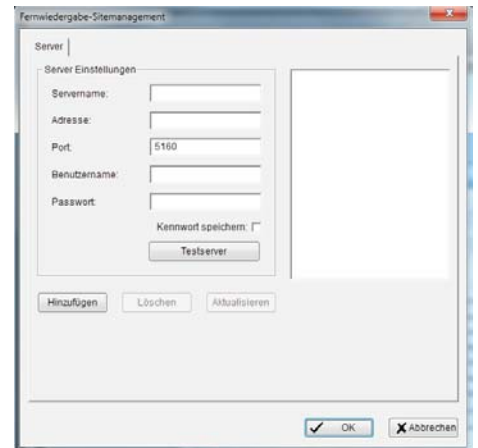 Fernwiedergabe-Sitemanagement
Server
Server Einstellungen
Servername:
Adresse:
Port: 5160
Benutzername:
Passwort:
Kennwort speichern:
Testserver
Hinzufügen Löschen Aktualisieren
OK Abbrechen